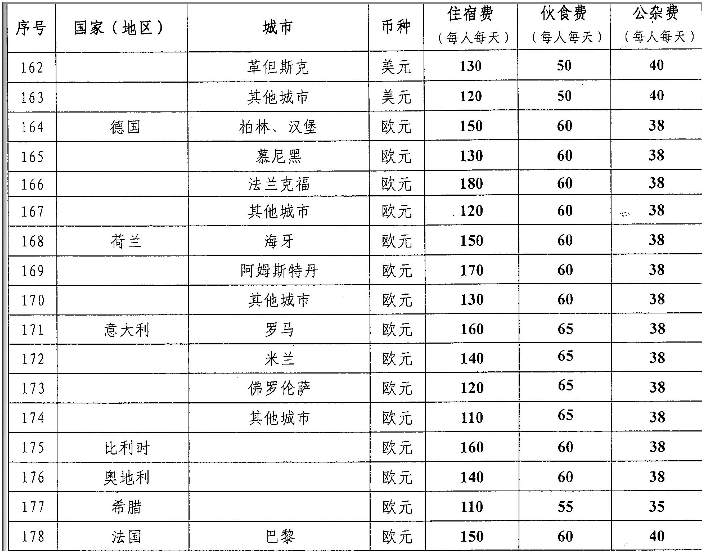 序号 国家（地区） 城市 币种 住宿费（每人每天） 伙食费（每人每天） 公杂费（每人每天）
162 革但斯克 美元 130 50 40
163 其他城市 美元 120 50 40
164 德国 柏林、汉堡 欧元 150 60 38
165 慕尼黑 欧元 130 60 38
166 法兰克福 欧元 180 60 38
167 其他城市 欧元 120 60 38
168 荷兰 海牙 欧元 150 60 38
169 阿姆斯特丹 欧元 170 60 38
170 其他城市 欧元 130 60 38
171 意大利 罗马 欧元 160 65 38
172 米兰 欧元 140 65 38
173 佛罗伦萨 欧元 120 65 38
174 其他城市 欧元 110 65 38
175 比利时 欧元 160 60 38
176 奥地利 欧元 140 60 38
177 希腊 欧元 110 55 35
178 法国 巴黎 欧元 150 60 40